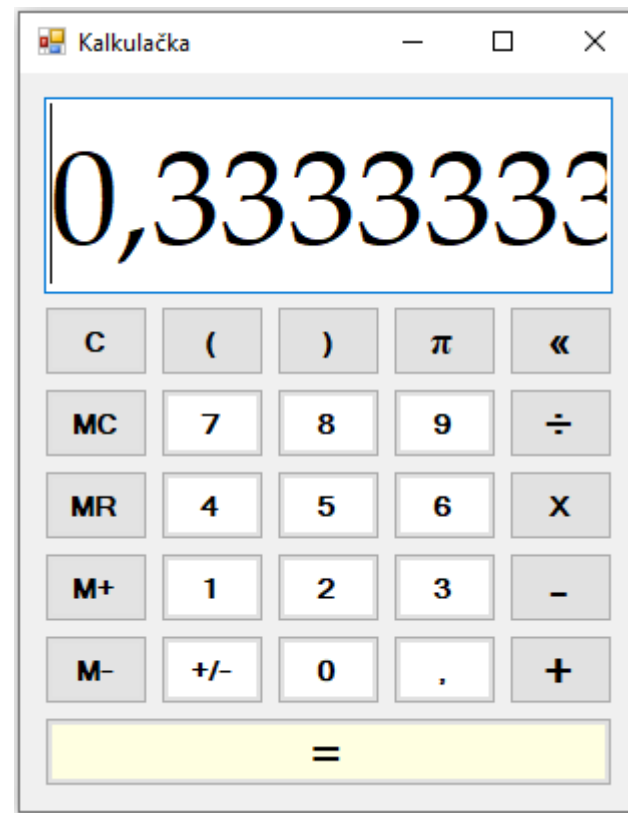 Kalkulačka
0,3333333
C ( ) π «
MC 7 8 9 ÷
MR 4 5 6 X
M+ 1 2 3 -
M- +/- 0 , +
=